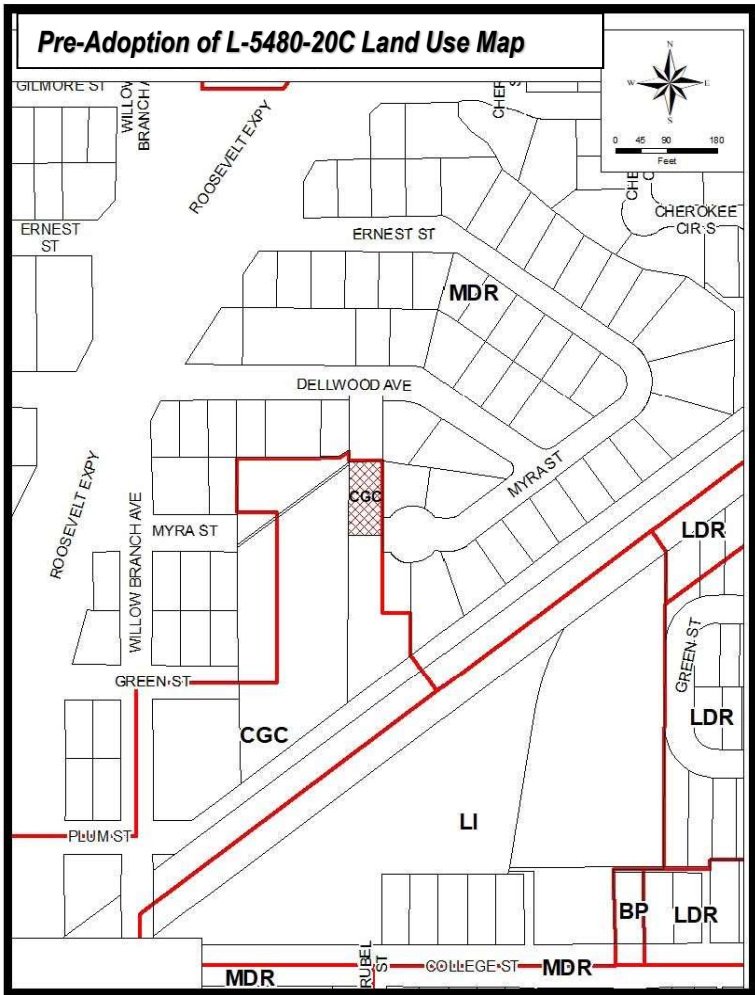 Pre-Adoption of L-5480-20C Land Use Map
N
W
E
S
0 45 90 180
Feet
GILMORE ST
WILLOW
BRANCH A
ROOSEVELT EXPY
CHER
S
CHE
C
CHEROKEE
CIR S
ERNEST
ST
ERNEST ST
MDR
DELLWOOD AVE
MYRA ST
CGC
ROOSEVELT EXPY
WILLOW BRANCH AVE
MYRA ST
LDR
GREEN ST
GREEN ST
LDR
CGC
LI
PLUM ST
BP
LDR
MDR
RUBEL
ST
COLLEGE ST
MDR